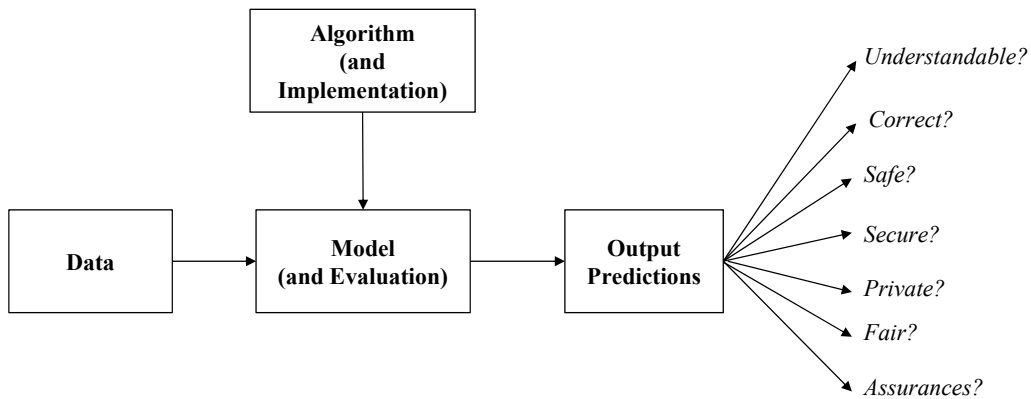 Algorithm
(and
Implementation)
Data
Model
(and Evaluation)
Output
Predictions
Understandable?
Correct?
Safe?
Secure?
Private?
Fair?
Assurances?